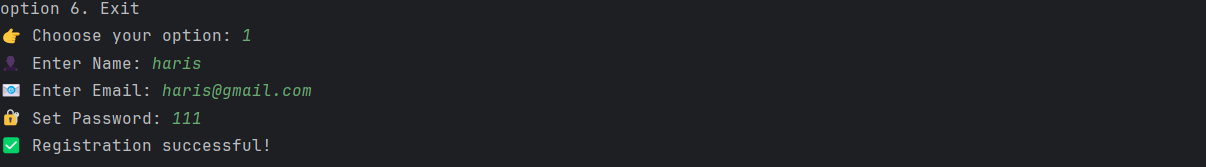 option 6. Exit
👉 Chooose your option: 1
👤 Enter Name: haris
📧 Enter Email: haris@gmail.com
🔐 Set Password: 111
✅ Registration successful!